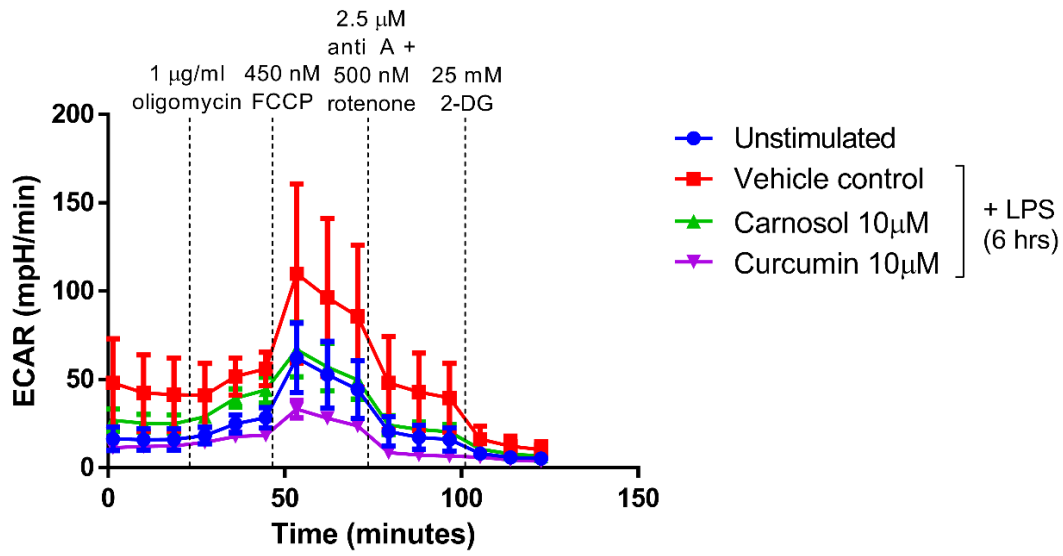 2.5 μM
anti A +
1 μg/ml 450 nM 500 nM 25 mM
oligomycin FCCP rotenone 2-DG
200
150
100
50
0
ECAR (mpH/min)
0 50 100 150
Time (minutes)
Unstimulated
Vehicle control
Carnosol 10μM
Curcumin 10μM
+ LPS
(6 hrs)